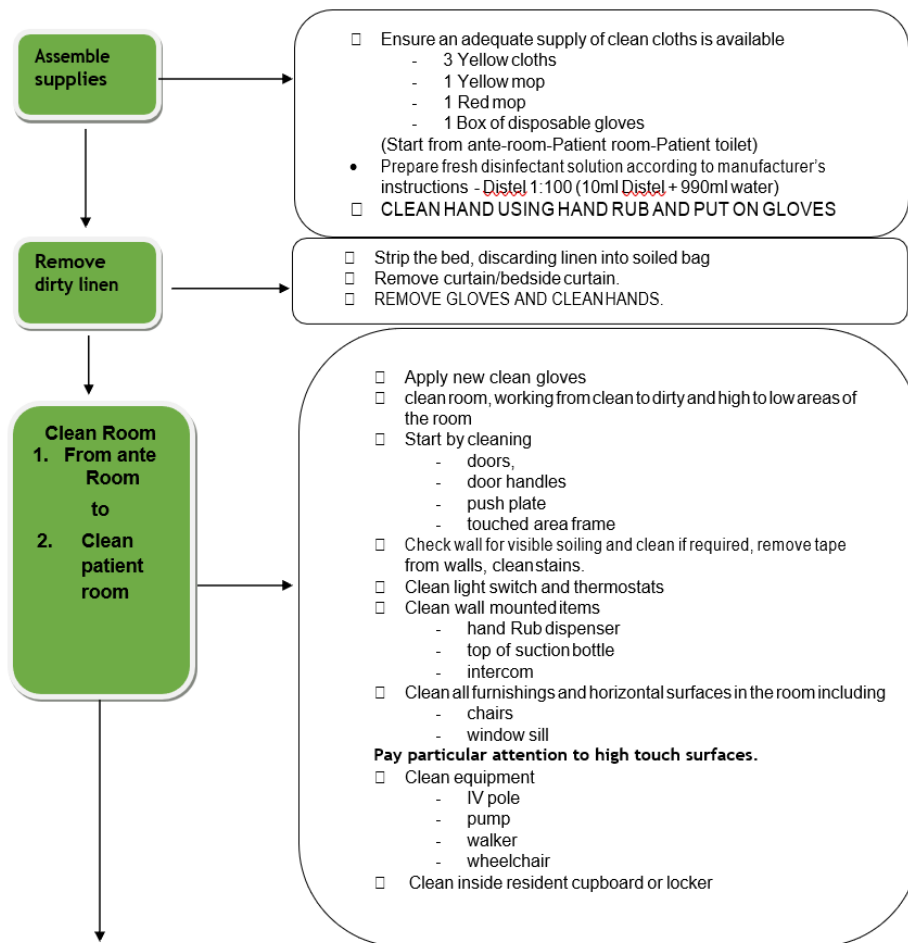 Assemble
supplies
☐ Ensure an adequate supply of clean cloths is available
- 3 Yellow cloths
- 1 Yellow mop
- 1 Red mop
- 1 Box of disposable gloves
(Start from ante-room-Patient room-Patient toilet)
• Prepare fresh disinfectant solution according to manufacturer's
instructions - Distel 1:100 (10ml Distel + 990ml water)
☐ CLEAN HAND USING HAND RUB AND PUT ON GLOVES
Remove
dirty linen
☐ Strip the bed, discarding linen into soiled bag
☐ Remove curtain/bedside curtain.
☐ REMOVE GLOVES AND CLEANHANDS.
Clean Room
1. From ante
Room
to
2. Clean
patient
room
☐ Apply new clean gloves
☐ clean room, working from clean to dirty and high to low areas of
the room
☐ Start by cleaning
- doors,
- door handles
- push plate
- touched area frame
☐ Check wall for visible soiling and clean if required, remove tape
from walls, cleanstains.
☐ Clean light switch and thermostats
☐ Clean wall mounted items
- hand Rub dispenser
- top of suction bottle
- intercom
☐ Clean all furnishings and horizontal surfaces in the room including
- chairs
- window sill
Pay particular attention to high touch surfaces.
☐ Clean equipment
- IV pole
- pump
- walker
- wheelchair
☐ Clean inside resident cupboard or locker